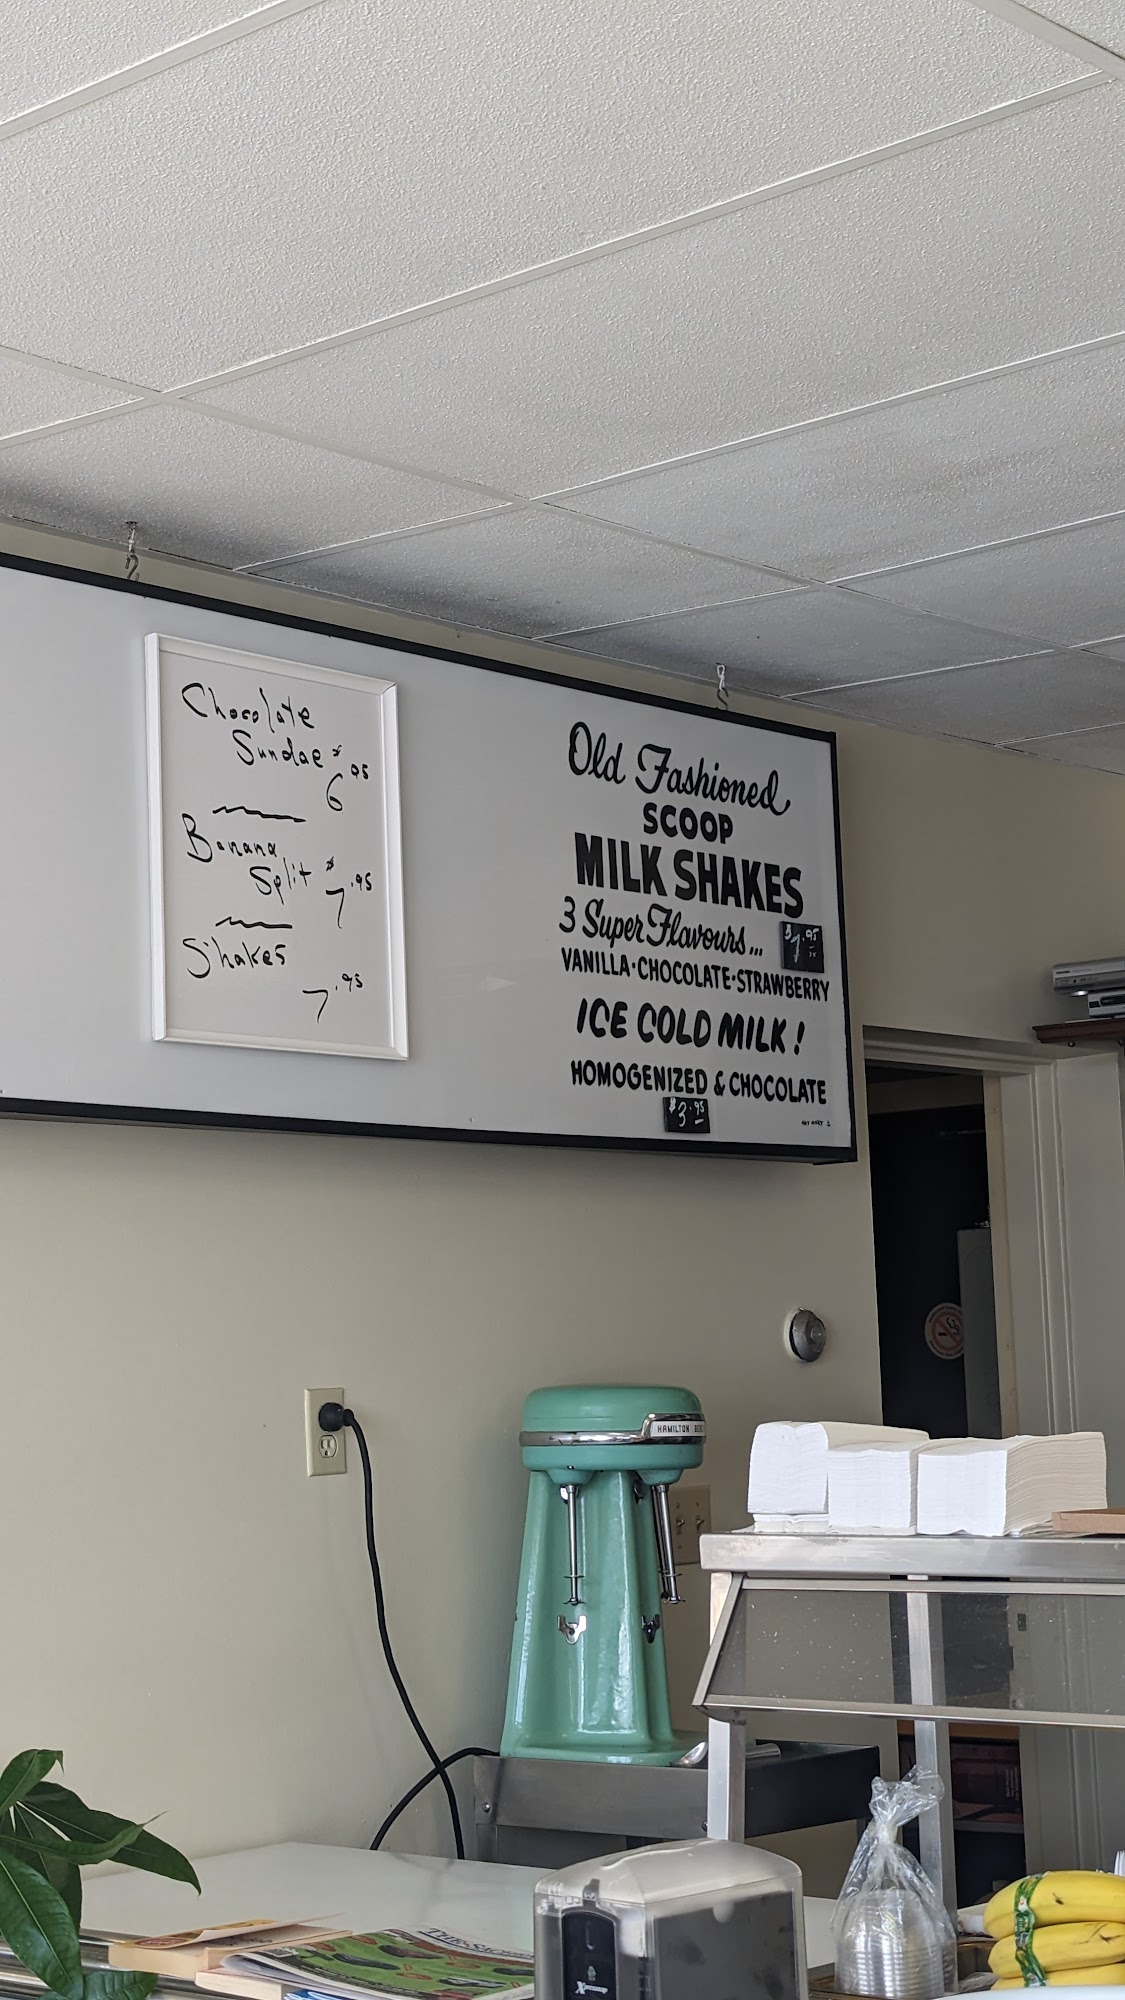 Chocolate
Sundae $6.95
Banana
Split $7.95
Shakes
7.95
Old Fashioned
SCOOP
MILK SHAKES
3 Super Flavours... $7.95
VANILLA·CHOCOLATE·STRAWBERRY
ICE COLD MILK!
HOMOGENIZED & CHOCOLATE
$3.95
HAMILTON